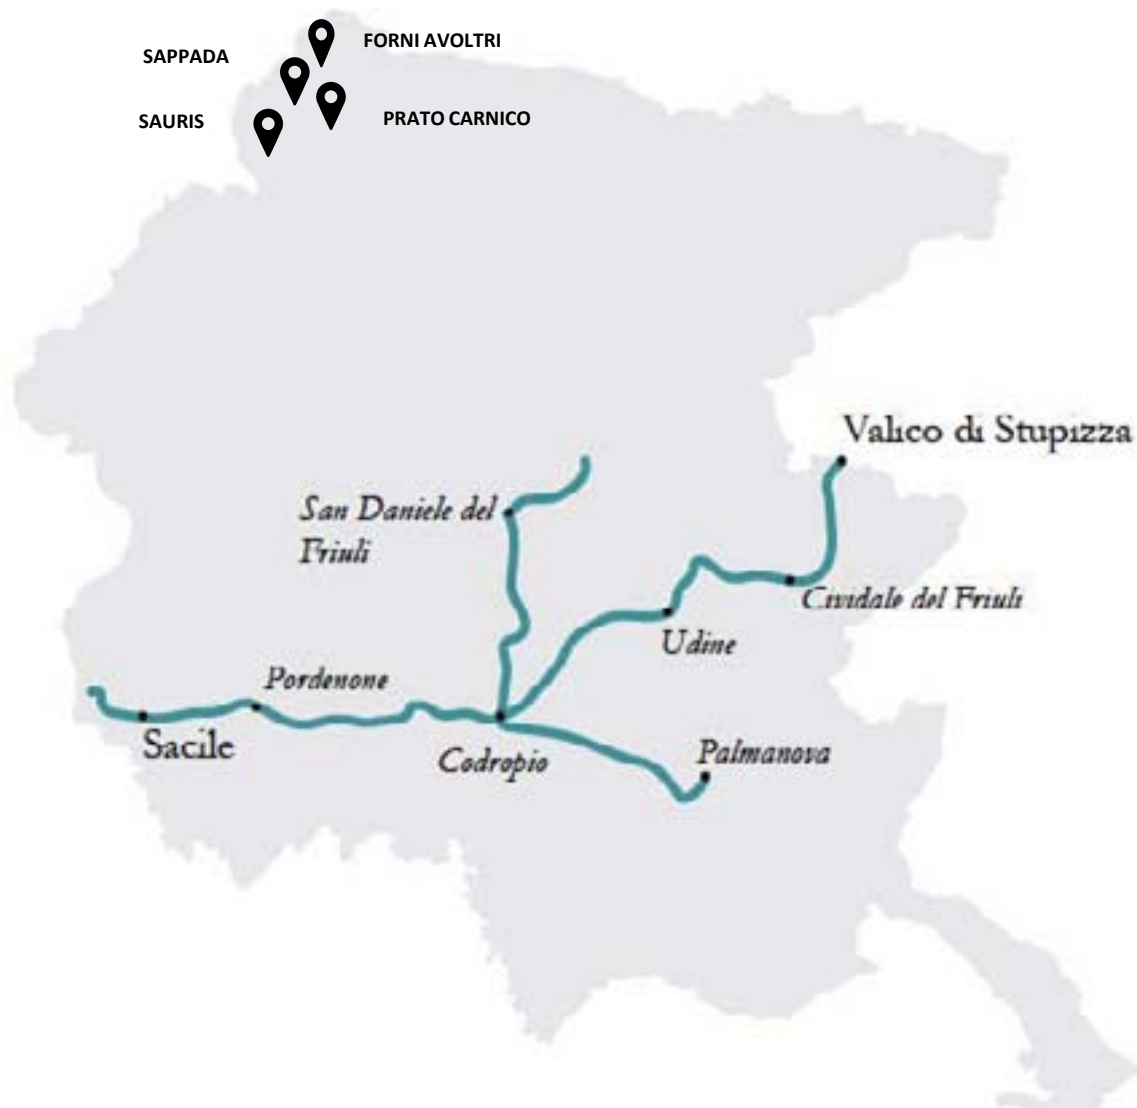 FORNI AVOLTRI
SAPPADA
PRATO CARNICO
SAURIS
Valico di Stupizza
San Daniele del
Friuli
Cividale del Friuli
Udine
Pordenone
Sacile
Codropio
Palmanova